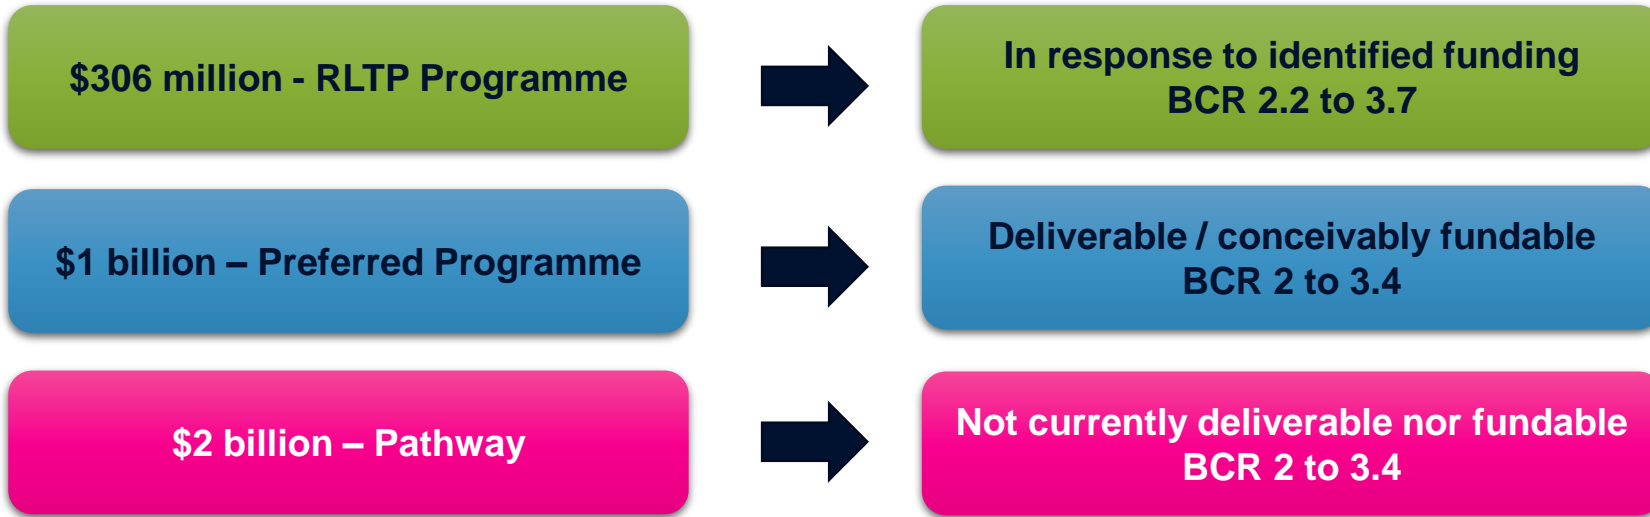 $306 million - RLTP Programme
In response to identified funding
BCR 2.2 to 3.7
$1 billion – Preferred Programme
Deliverable / conceivably fundable
BCR 2 to 3.4
$2 billion – Pathway
Not currently deliverable nor fundable
BCR 2 to 3.4